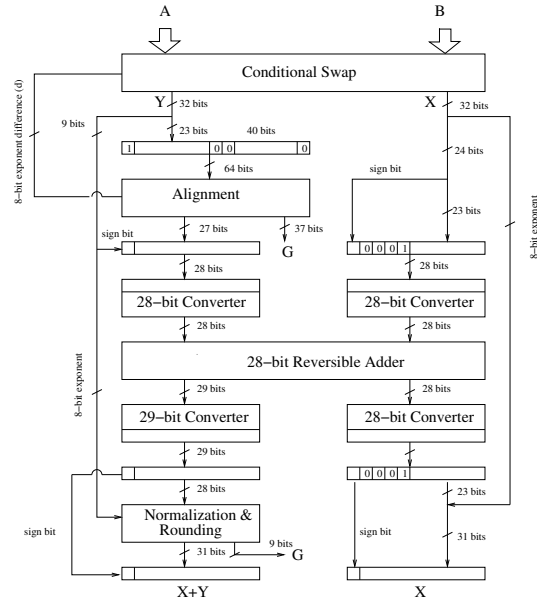 A B
Conditional Swap
Y 32 bits X 32 bits
8−bit exponent difference (d)
9 bits
23 bits 40 bits
24 bits
1 0 0 0
64 bits
sign bit
Alignment
23 bits
27 bits 37 bits
8−bit exponent
sign bit
G
0 0 0 1
28 bits 28 bits
28−bit Converter 28−bit Converter
28 bits 28 bits
28−bit Reversible Adder
8−bit exponent
29 bits 28 bits
29−bit Converter 28−bit Converter
29 bits
0 0 0 1
28 bits 23 bits
Normalization &
Rounding
sign bit
9 bits
sign bit
31 bits G 31 bits
X+Y X